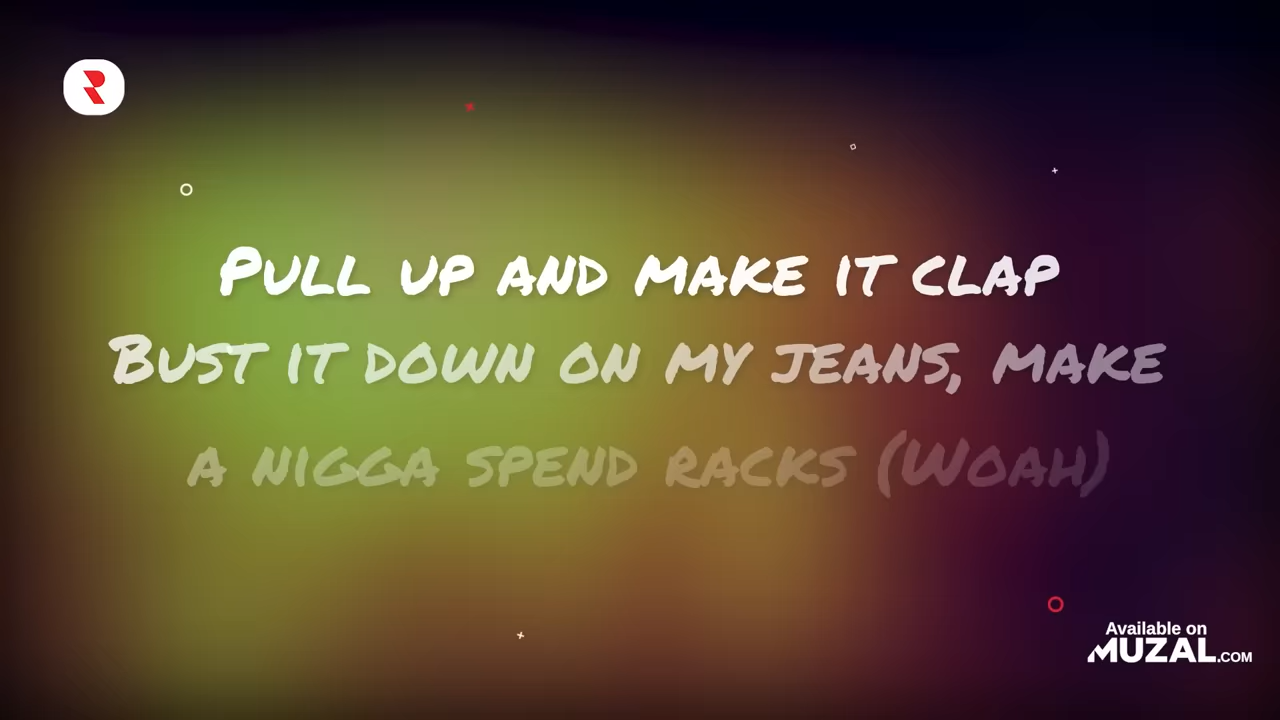 Pull up and make it clap
Bust it down on my jeans, make
a nigga spend racks (Woah)
Available on
MUZAL.COM